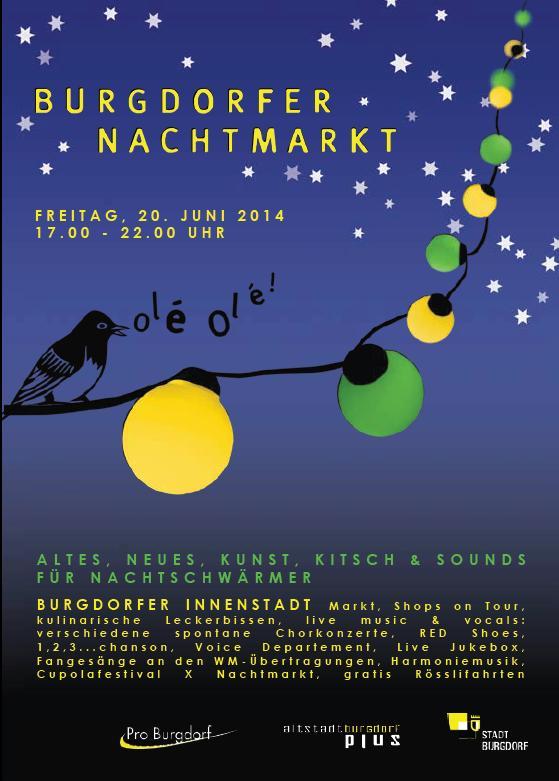 BURGDORFER
NACHTMARKT
FREITAG, 20. JUNI 2014
17.00 - 22.00 UHR
olé olé!
ALTES, NEUES, KUNST, KITSCH & SOUNDS
FÜR NACHTSCHWÄRMER
BURGDORFER INNENSTADT Markt, Shops on Tour,
kulinarische Leckerbissen, live music & vocals:
verschiedene spontane Chorkonzerte, RED Shoes,
1,2,3...chanson, Voice Departement, Live Jukebox,
Fangesänge an den WM-Übertragungen, Harmoniemusik,
Cupolafestival X Nachtmarkt, gratis Rösslifahrten
Pro Burgdorf
altstadtburgdorf
plus
STADT
BURGDORF